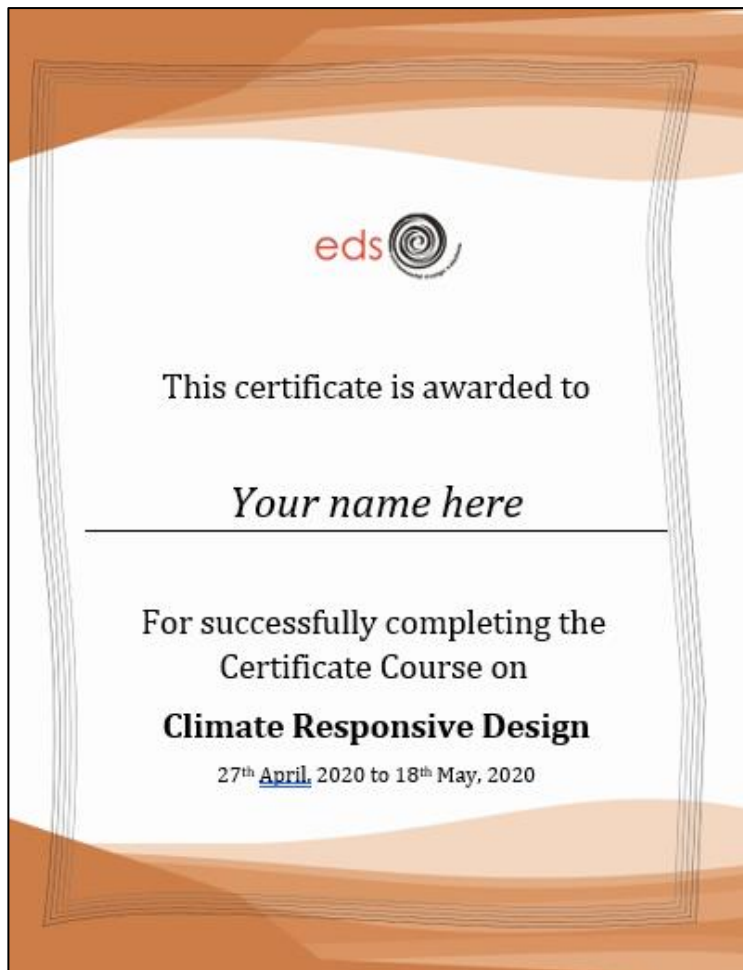 eds
This certificate is awarded to
Your name here
For successfully completing the
Certificate Course on
Climate Responsive Design
27th April, 2020 to 18th May, 2020